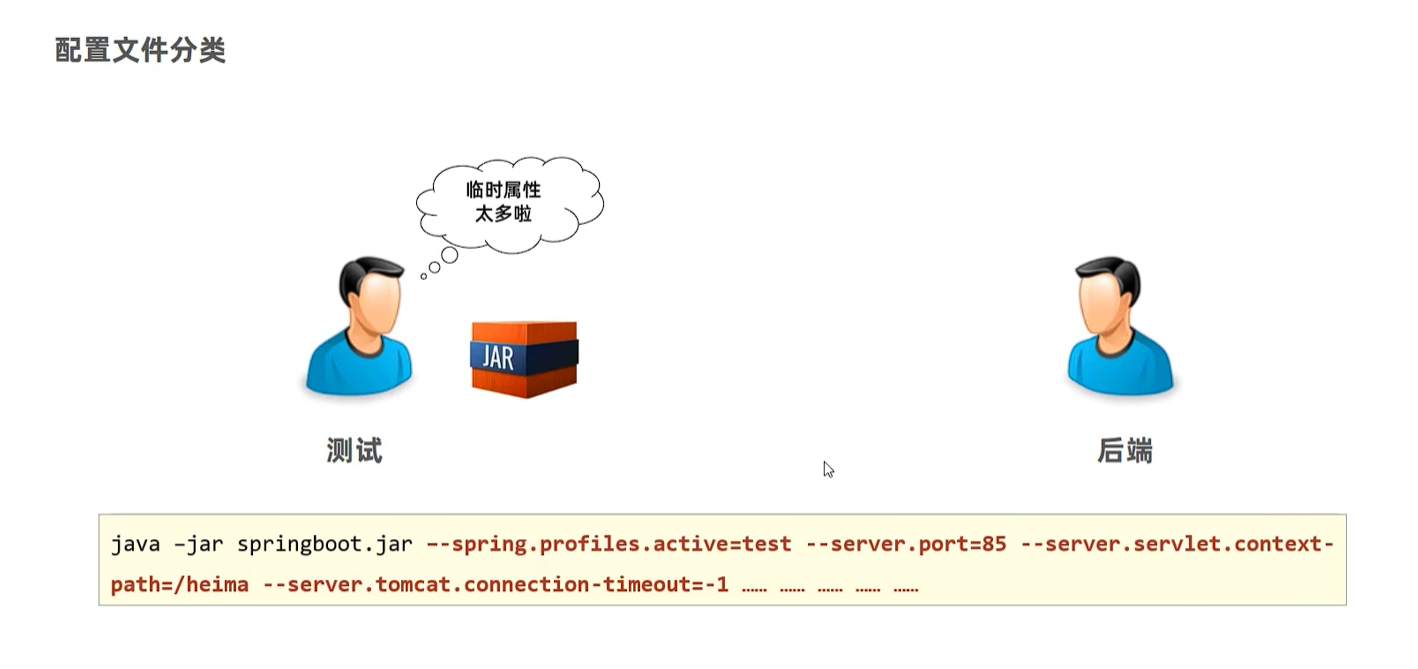 配置文件分类
临时属性
太多啦
JAR
测试
后端
java –jar springboot.jar –-spring.profiles.active=test --server.port=85 --server.servlet.context-
path=/heima --server.tomcat.connection-timeout=-1 …… …… …… …… ……